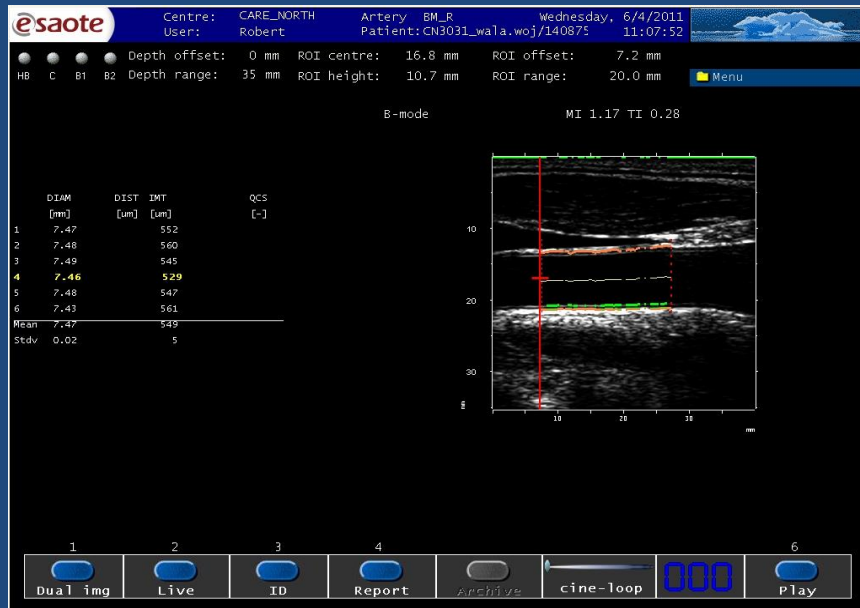 esaote
Centre: CARE_NORTH Artery BM_R Wednesday, 6/4/2011
User: Robert Patient: CN3031_wala.woj/140875 11:07:52
Depth offset: 0 mm ROI centre: 16.8 mm ROI offset: 7.2 mm
HB C B1 B2 Depth range: 35 mm ROI height: 10.7 mm ROI range: 20.0 mm Menu
B-mode MI 1.17 TI 0.28
DIAM DIST IMT QCS
[mm] [um] [um] [-]
1 7.47 552
2 7.48 560
3 7.49 545
4 7.46 529
5 7.48 547
6 7.43 561
Mean 7.47 549
Stdv 0.02 5
10
20
30
10 20 30
mm
1 2 3 4 6
Dual img Live ID Report Archive cine-loop 000 Play